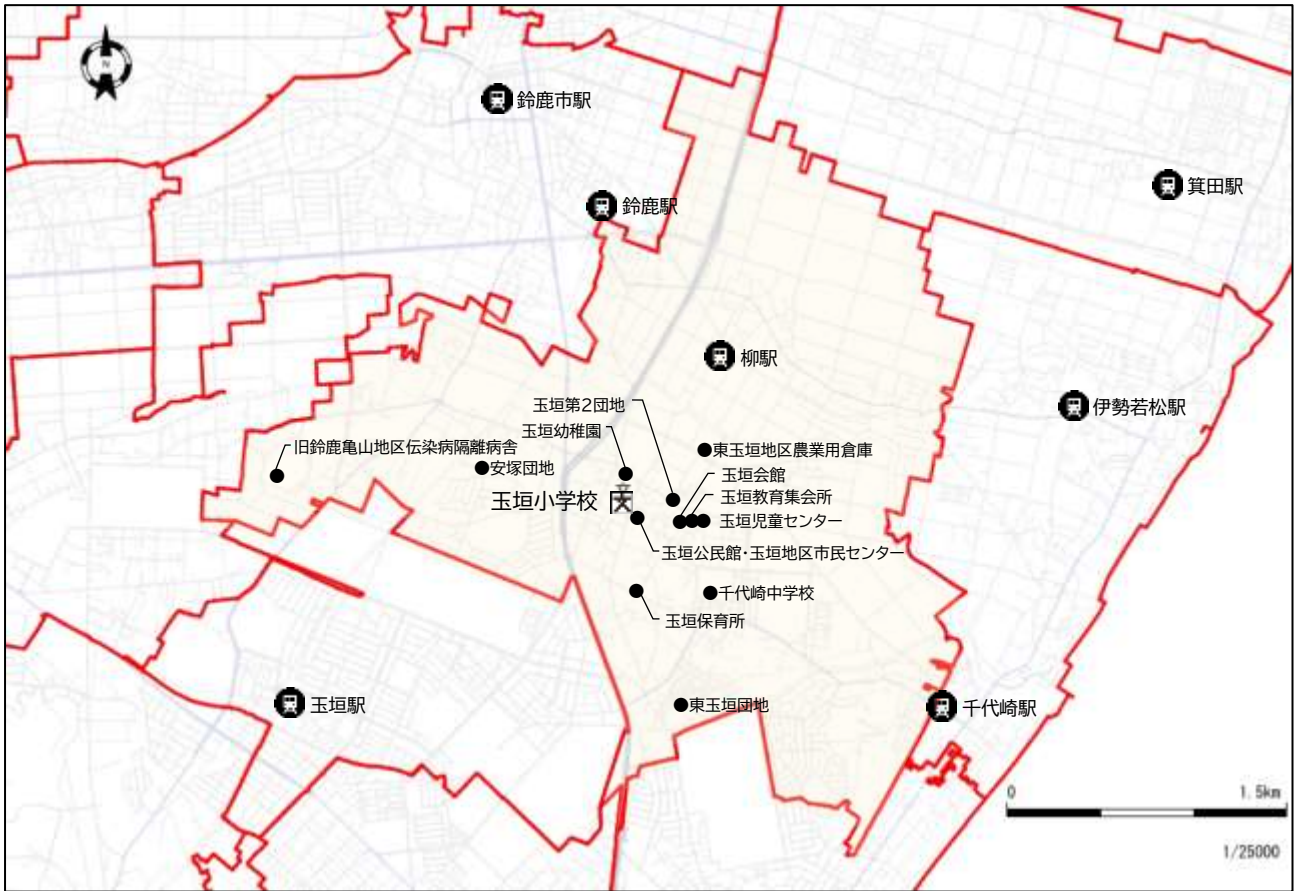 N
鈴鹿市駅
箕田駅
鈴鹿駅
柳駅
玉垣第2団地
伊勢若松駅
玉垣幼稚園
旧鈴鹿亀山地区伝染病隔離病舎
東玉垣地区農業用倉庫
安塚団地
玉垣会館
玉垣小学校
文
玉垣教育集会所
玉垣児童センター
玉垣公民館・玉垣地区市民センター
千代崎中学校
玉垣保育所
玉垣駅
東玉垣団地
千代崎駅
0 1.5km
1/25000